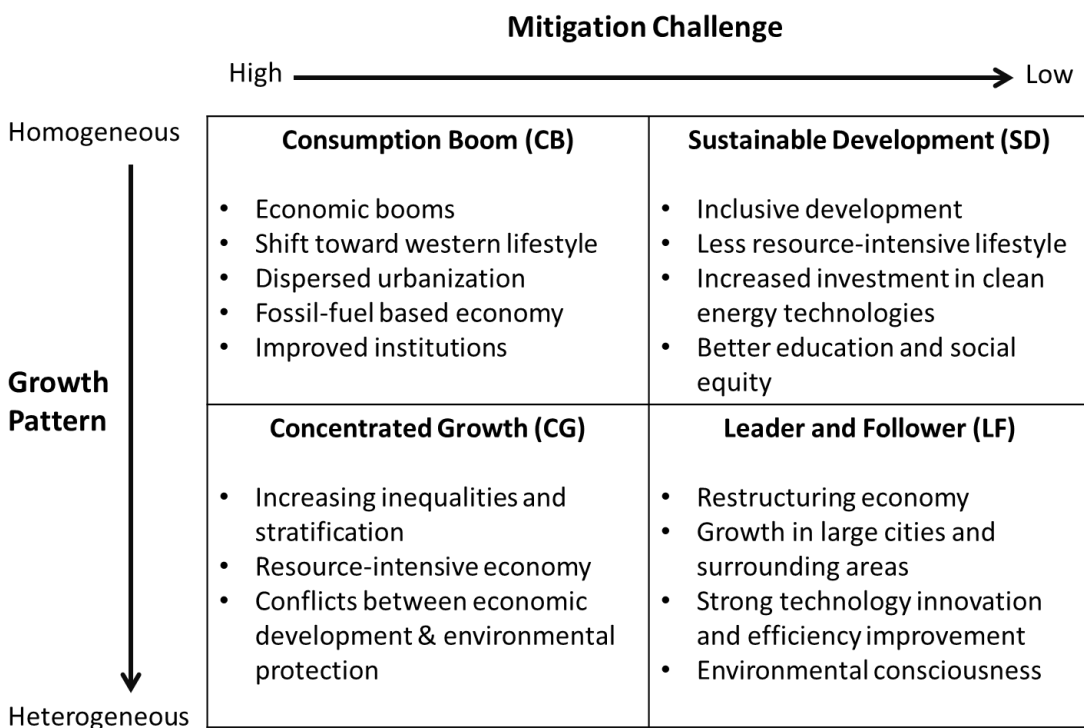 Mitigation Challenge
High
Low
Homogeneous
Growth
Pattern
Heterogeneous
Consumption Boom (CB)
• Economic booms
• Shift toward western lifestyle
• Dispersed urbanization
• Fossil-fuel based economy
• Improved institutions
Sustainable Development (SD)
• Inclusive development
• Less resource-intensive lifestyle
• Increased investment in clean
energy technologies
• Better education and social
equity
Concentrated Growth (CG)
• Increasing inequalities and
stratification
• Resource-intensive economy
• Conflicts between economic
development & environmental
protection
Leader and Follower (LF)
• Restructuring economy
• Growth in large cities and
surrounding areas
• Strong technology innovation
and efficiency improvement
• Environmental consciousness